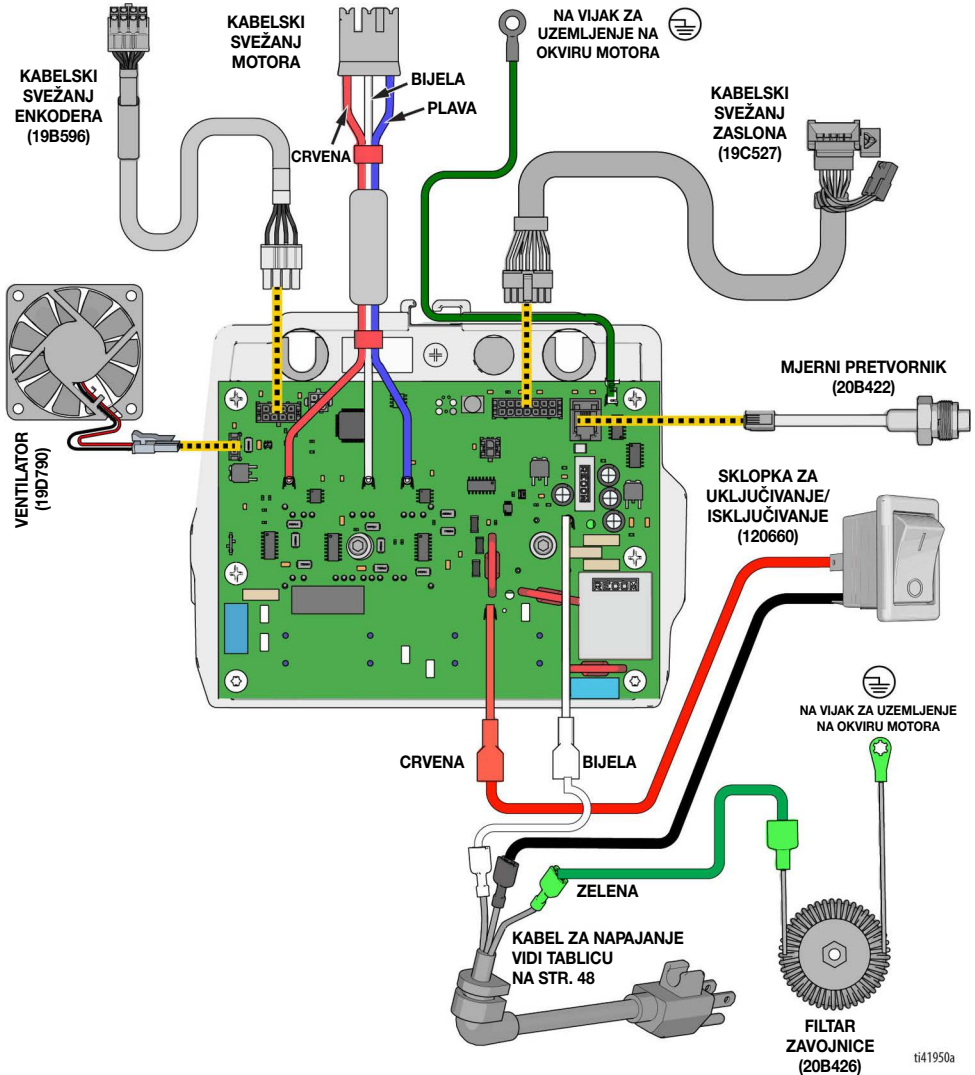 KABELSKI
SVEŽANJ
ENKODERA
(19B596)
KABELSKI
SVEŽANJ
MOTORA
BIJELA
PLAVA
CRVENA
NA VIJAK ZA
UZEMLJENJE NA
OKVIRU MOTORA
KABELSKI
SVEŽANJ
ZASLONA
(19C527)
VENTILATOR
(19D790)
MJERNI PRETVORNIK
(20B422)
SKLOPKA ZA
UKLJUČIVANJE/
ISKLJUČIVANJE
(120660)
RECOM
NA VIJAK ZA UZEMLJENJE
NA OKVIRU MOTORA
CRVENA
BIJELA
ZELENA
KABEL ZA NAPAJANJE
VIDI TABLICU
NA STR. 48
FILTAR
ZAVOJNICE
(20B426)
ti41950a